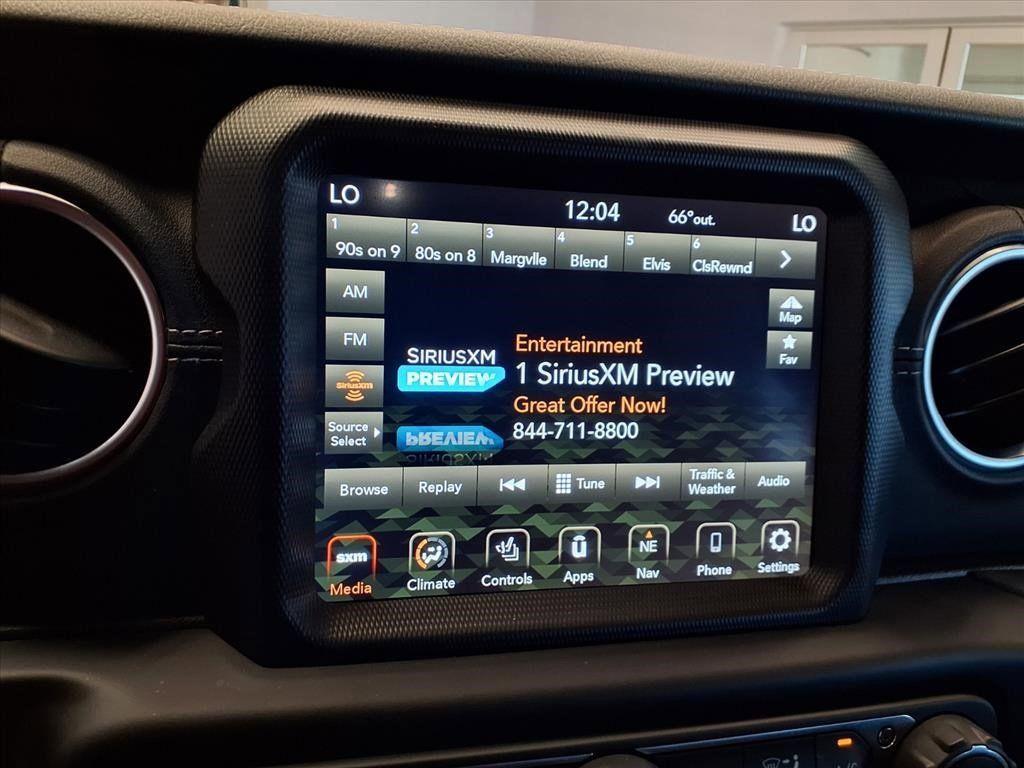 LO 12:04 66°out. LO
1 2 3 4 5 6
90s on 9 80s on 8 Margvlle Blend Elvis ClsRewnd
AM
FM
SiriusXM
Source
Select
Map
Fav
SIRIUSXM
PREVIEW
Entertainment
1 SiriusXM Preview
Great Offer Now!
844-711-8800
Browse Replay Tune Traffic &
Weather Audio
sxm
Media
Climate
Controls
u
Apps
NE
Nav
Phone
Settings
A/C